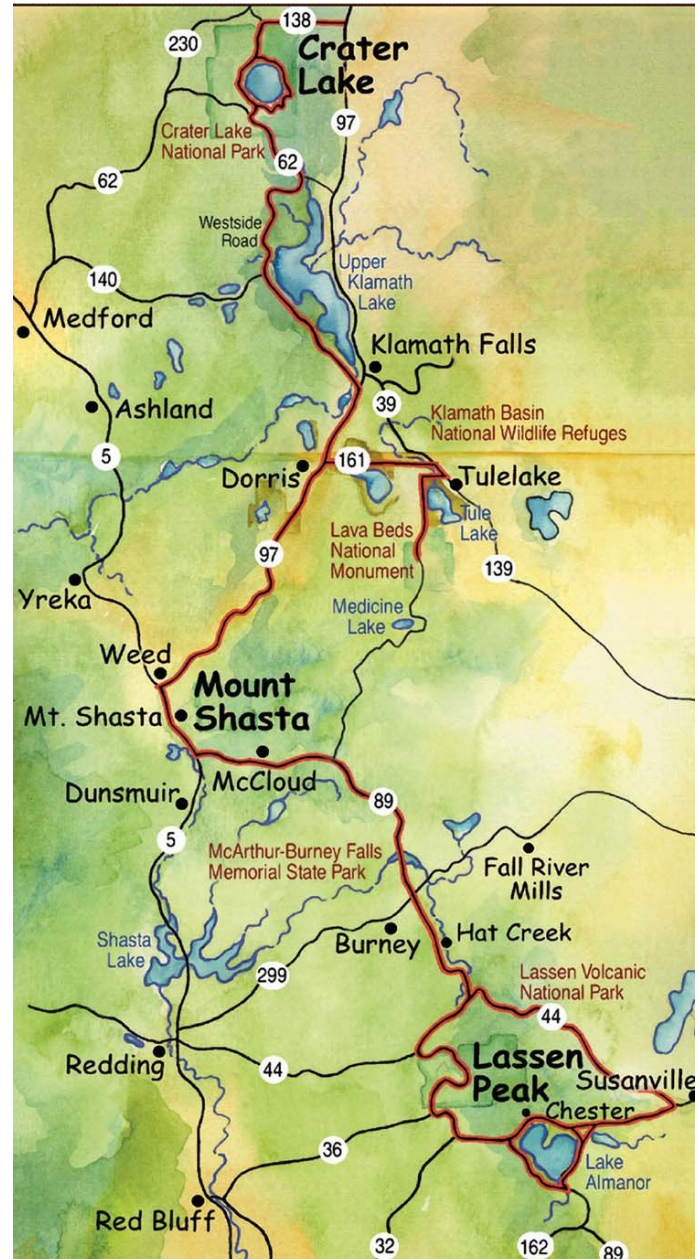 138
230
Crater
Lake
97
Crater Lake
National Park
62
62
Westside
Road
140
Upper
Klamath
Lake
Medford
Klamath Falls
Ashland
39
Klamath Basin
National Wildlife Refuges
5
Dorris
161
Tulelake
Tule
Lake
97
Lava Beds
National
Monument
139
Yreka
Medicine
Lake
Weed
Mount
Shasta
Mt. Shasta
McCloud
Dunsmuir
89
5
McArthur-Burney Falls
Memorial State Park
Fall River
Mills
Burney
Hat Creek
Shasta
Lake
299
Lassen Volcanic
National Park
44
Redding
44
Lassen
Peak
Susanville
Chester
36
Lake
Almanor
Red Bluff
32
162
89